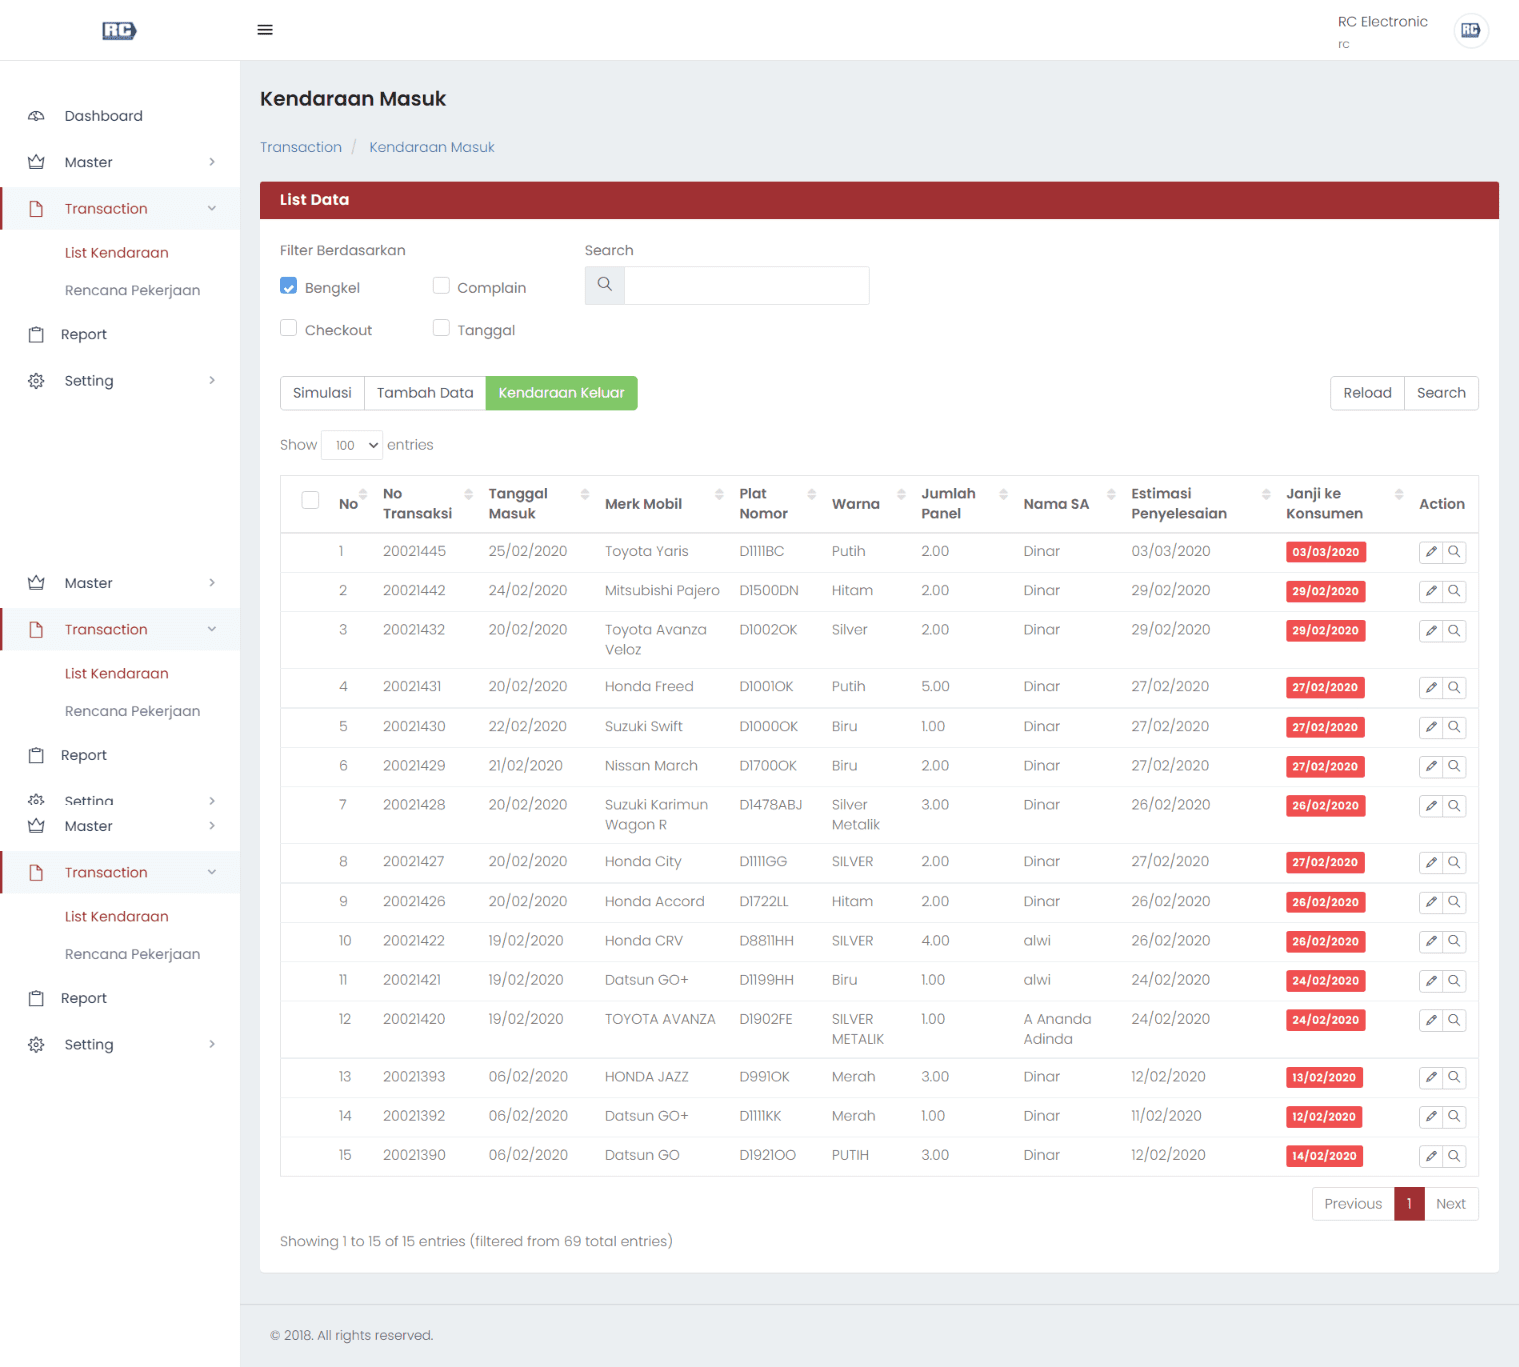 RC
RC Electronic
rc
RC
Dashboard
Master
Transaction
List Kendaraan
Rencana Pekerjaan
Report
Setting
Master
Transaction
List Kendaraan
Rencana Pekerjaan
Report
Setting
Master
Transaction
List Kendaraan
Rencana Pekerjaan
Report
Setting
Kendaraan Masuk
Transaction / Kendaraan Masuk
List Data
Filter Berdasarkan
Search
Bengkel
Complain
Checkout
Tanggal
Simulasi Tambah Data Kendaraan Keluar Reload Search
Show 100 entries
No No Transaksi Tanggal Masuk Merk Mobil Plat Nomor Warna Jumlah Panel Nama SA Estimasi Penyelesaian Janji ke Konsumen Action
1 20021445 25/02/2020 Toyota Yaris D1111BC Putih 2.00 Dinar 03/03/2020 03/03/2020
2 20021442 24/02/2020 Mitsubishi Pajero D1500DN Hitam 2.00 Dinar 29/02/2020 29/02/2020
3 20021432 20/02/2020 Toyota Avanza Veloz D1002OK Silver 2.00 Dinar 29/02/2020 29/02/2020
4 20021431 20/02/2020 Honda Freed D1001OK Putih 5.00 Dinar 27/02/2020 27/02/2020
5 20021430 22/02/2020 Suzuki Swift D1000OK Biru 1.00 Dinar 27/02/2020 27/02/2020
6 20021429 21/02/2020 Nissan March D1700OK Biru 2.00 Dinar 27/02/2020 27/02/2020
7 20021428 20/02/2020 Suzuki Karimun Wagon R D1478ABJ Silver Metalik 3.00 Dinar 26/02/2020 26/02/2020
8 20021427 20/02/2020 Honda City D1111GG SILVER 2.00 Dinar 27/02/2020 27/02/2020
9 20021426 20/02/2020 Honda Accord D1722LL Hitam 2.00 Dinar 26/02/2020 26/02/2020
10 20021422 19/02/2020 Honda CRV D8811HH SILVER 4.00 alwi 26/02/2020 26/02/2020
11 20021421 19/02/2020 Datsun GO+ D1199HH Biru 1.00 alwi 24/02/2020 24/02/2020
12 20021420 19/02/2020 TOYOTA AVANZA D1902FE SILVER METALIK 1.00 A Ananda Adinda 24/02/2020 24/02/2020
13 20021393 06/02/2020 HONDA JAZZ D991OK Merah 3.00 Dinar 12/02/2020 13/02/2020
14 20021392 06/02/2020 Datsun GO+ D1111KK Merah 1.00 Dinar 11/02/2020 12/02/2020
15 20021390 06/02/2020 Datsun GO D1921OO PUTIH 3.00 Dinar 12/02/2020 14/02/2020
Previous 1 Next
Showing 1 to 15 of 15 entries (filtered from 69 total entries)
© 2018. All rights reserved.